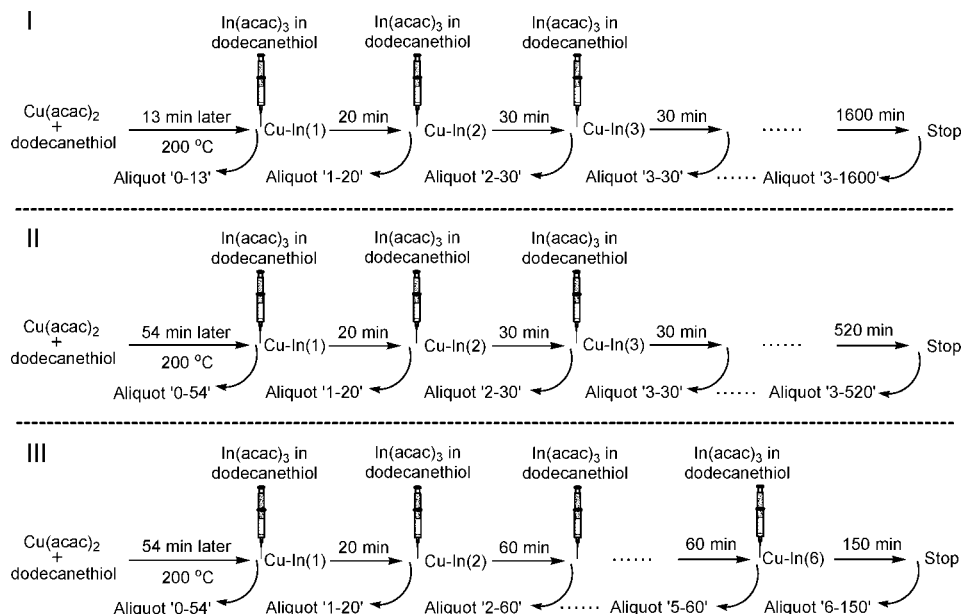 I
In(acac)3 in
dodecanethiol
In(acac)3 in
dodecanethiol
In(acac)3 in
dodecanethiol
Cu(acac)2
+
dodecanethiol
13 min later
200 °C
Cu-In(1)
20 min
Cu-In(2)
30 min
Cu-In(3)
30 min
......
1600 min
Stop
Aliquot '0-13'
Aliquot '1-20'
Aliquot '2-30'
Aliquot '3-30'
......
Aliquot '3-1600'
II
In(acac)3 in
dodecanethiol
In(acac)3 in
dodecanethiol
In(acac)3 in
dodecanethiol
Cu(acac)2
+
dodecanethiol
54 min later
200 °C
Cu-In(1)
20 min
Cu-In(2)
30 min
Cu-In(3)
30 min
......
520 min
Stop
Aliquot '0-54'
Aliquot '1-20'
Aliquot '2-30'
Aliquot '3-30'
......
Aliquot '3-520'
III
In(acac)3 in
dodecanethiol
In(acac)3 in
dodecanethiol
In(acac)3 in
dodecanethiol
In(acac)3 in
dodecanethiol
Cu(acac)2
+
dodecanethiol
54 min later
200 °C
Cu-In(1)
20 min
Cu-In(2)
60 min
......
60 min
Cu-In(6)
150 min
Stop
Aliquot '0-54'
Aliquot '1-20'
Aliquot '2-60'
......
Aliquot '5-60'
Aliquot '6-150'